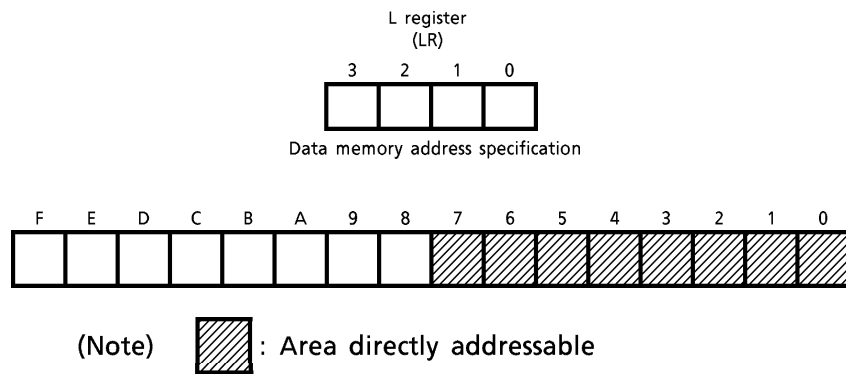 L register
(LR)
3 2 1 0
Data memory address specification
F E D C B A 9 8 7 6 5 4 3 2 1 0
(Note) : Area directly addressable